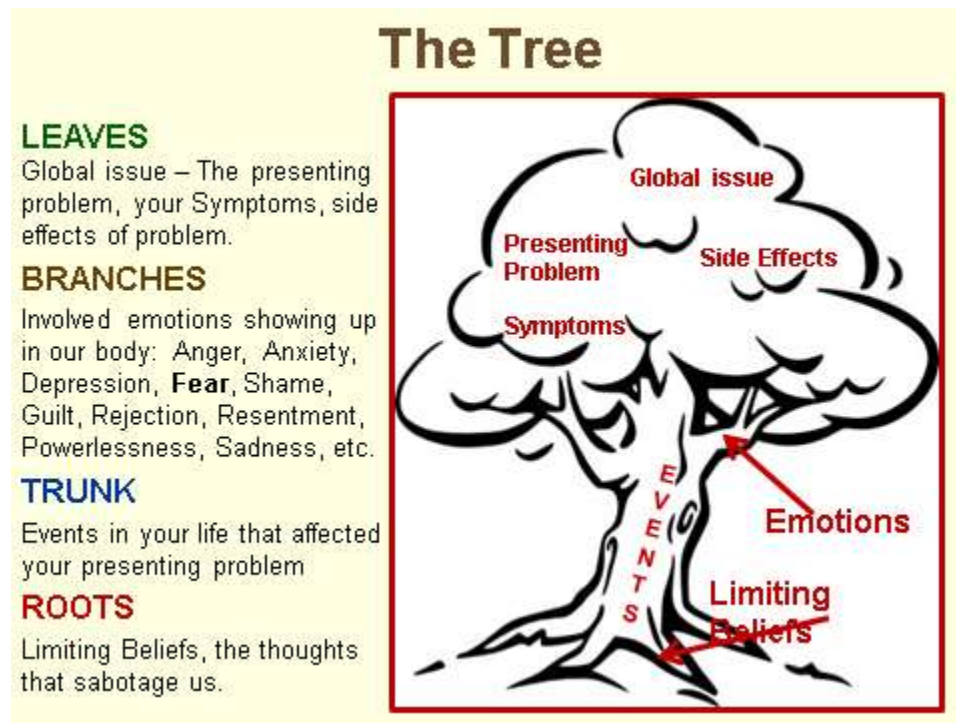 The Tree
LEAVES
Global issue – The presenting
problem, your Symptoms, side
effects of problem.
BRANCHES
Involved emotions showing up
in our body: Anger, Anxiety,
Depression, Fear, Shame,
Guilt, Rejection, Resentment,
Powerlessness, Sadness, etc.
TRUNK
Events in your life that affected
your presenting problem
ROOTS
Limiting Beliefs, the thoughts
that sabotage us.
Global issue
Presenting
Problem
Side Effects
Symptoms
EVENTS
Emotions
Limiting
Beliefs